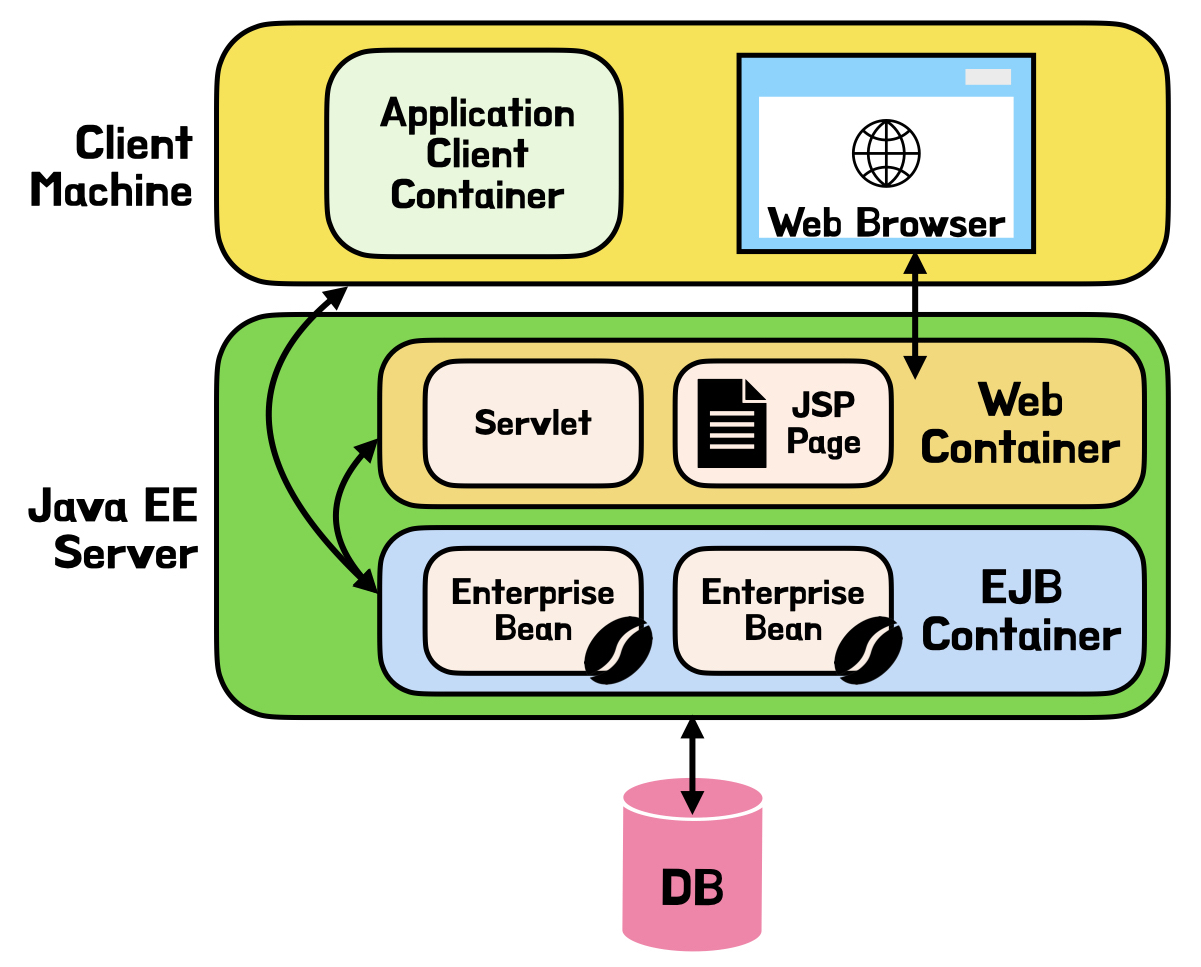 Client
Machine
Application
Client
Container
Web Browser
Java EE
Server
Servlet
JSP
Page
Web
Container
Enterprise
Bean
Enterprise
Bean
EJB
Container
DB